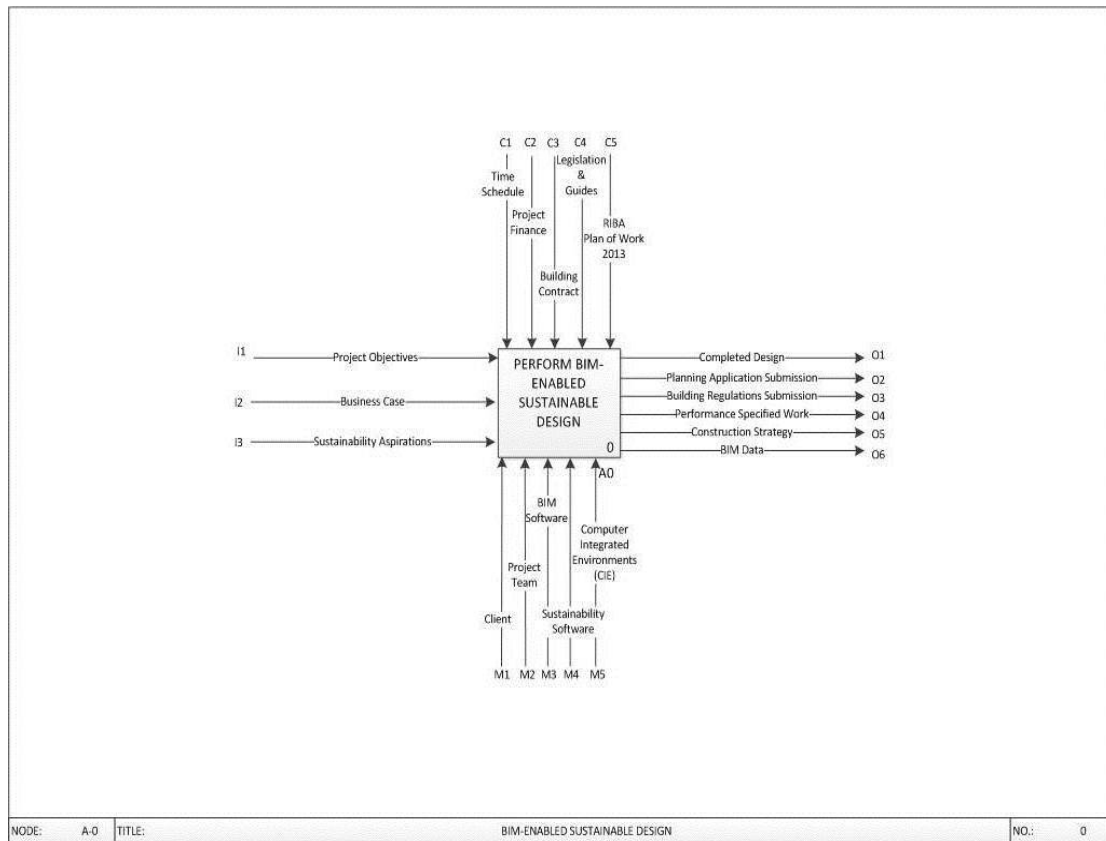 C1 C2 C3 C4 C5
Time
Schedule
Project
Finance
Building
Contract
Legislation
&
Guides
RIBA
Plan of Work
2013
I1 Project Objectives
I2 Business Case
I3 Sustainability Aspirations
PERFORM BIM-
ENABLED
SUSTAINABLE
DESIGN
0
A0
Completed Design O1
Planning Application Submission O2
Building Regulations Submission O3
Performance Specified Work O4
Construction Strategy O5
BIM Data O6
Client
Project
Team
BIM
Software
Sustainability
Software
Computer
Integrated
Environments
(CIE)
M1 M2 M3 M4 M5
NODE: A-0 TITLE: BIM-ENABLED SUSTAINABLE DESIGN NO.: 0